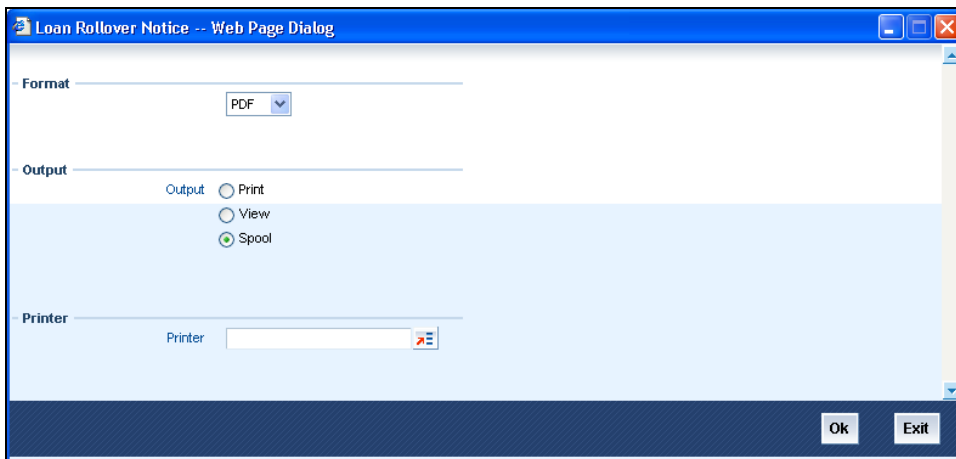 Loan Rollover Notice -- Web Page Dialog
Format
PDF
Output
Output Print
View
Spool
Printer
Printer
Ok Exit